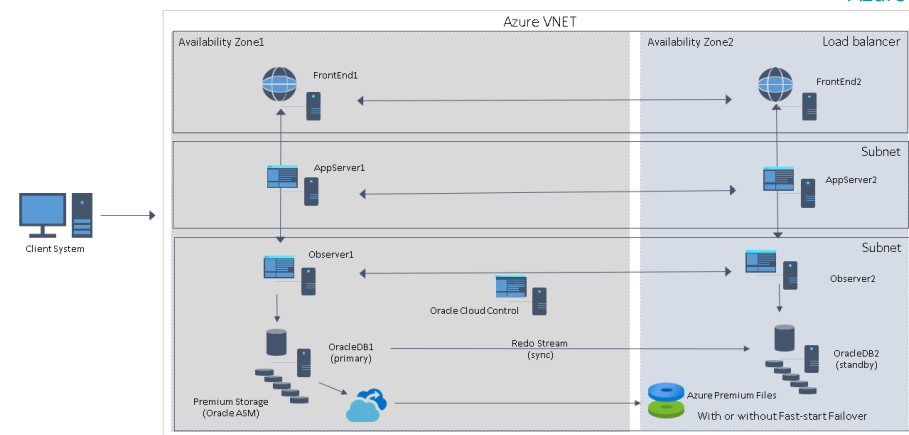 Azure
Azure VNET
Availability Zone1
Availability Zone2
Load balancer
FrontEnd1
FrontEnd2
Subnet
AppServer1
AppServer2
Client System
Subnet
Observer1
Observer2
Oracle Cloud Control
OracleDB1
(primary)
Redo Stream
(sync)
OracleDB2
(standby)
Premium Storage
(Oracle ASM)
Azure Premium Files
With or without Fast-start Failover